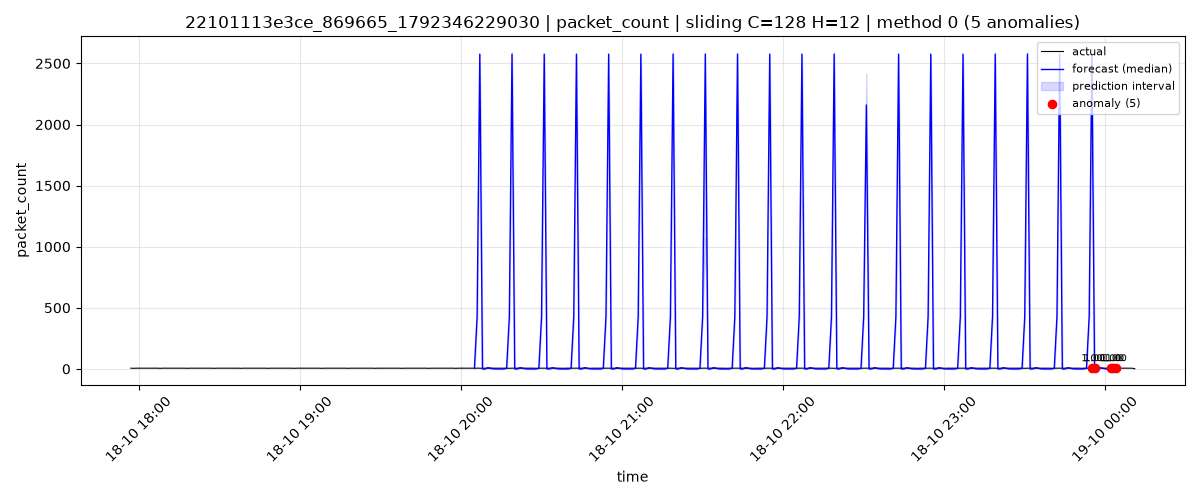 22101113e3ce_869665_1792346229030 | packet_count | sliding C=128 H=12 | method 0 (5 anomalies)
actual
forecast (median)
prediction interval
anomaly (5)
packet_count
2500
2000
1500
1000
500
0
18-10 18:00
18-10 19:00
18-10 20:00
18-10 21:00
18-10 22:00
18-10 23:00
19-10 00:00
time